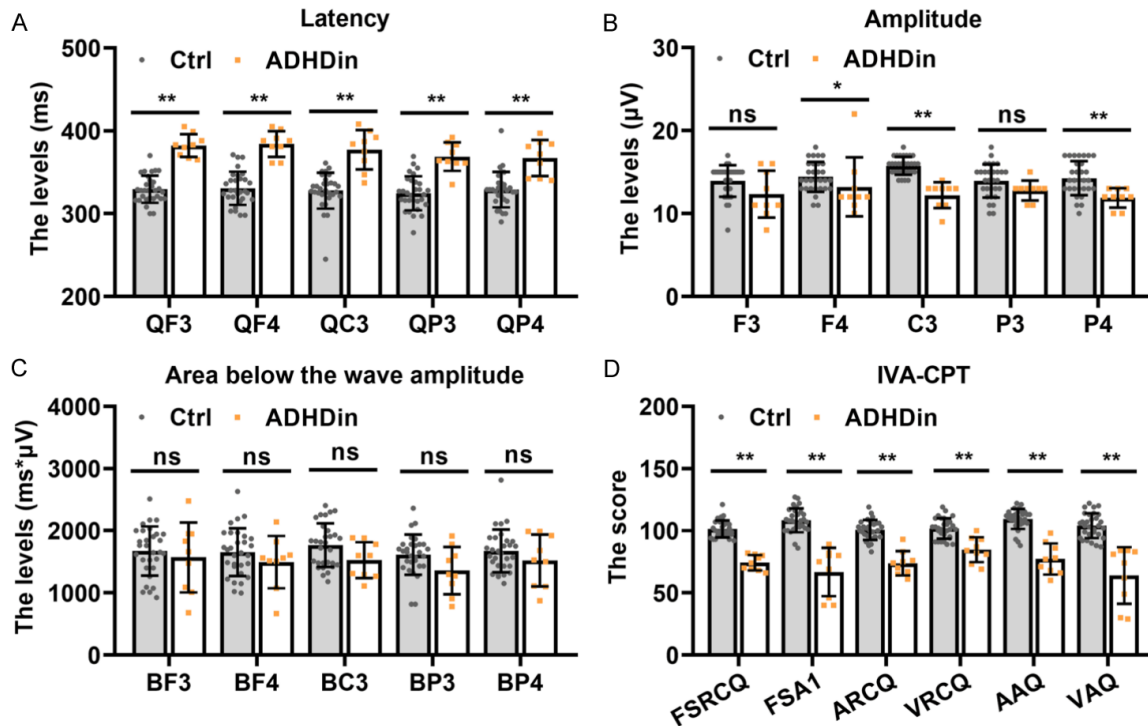 A
Latency
500
400
300
200
The levels (ms)
Ctrl ADHDin
** ** ** ** **
QF3 QF4 QC3 QP3 QP4
B
Amplitude
30
20
10
0
The levels (µV)
Ctrl ADHDin
ns * ** ns **
F3 F4 C3 P3 P4
C
Area below the wave amplitude
4000
3000
2000
1000
0
The levels (ms*µV)
Ctrl ADHDin
ns ns ns ns ns
BF3 BF4 BC3 BP3 BP4
D
IVA-CPT
200
150
100
50
0
The score
Ctrl ADHDin
** ** ** ** ** **
FSRCQ FSA1 ARCQ VRCQ AAQ VAQ